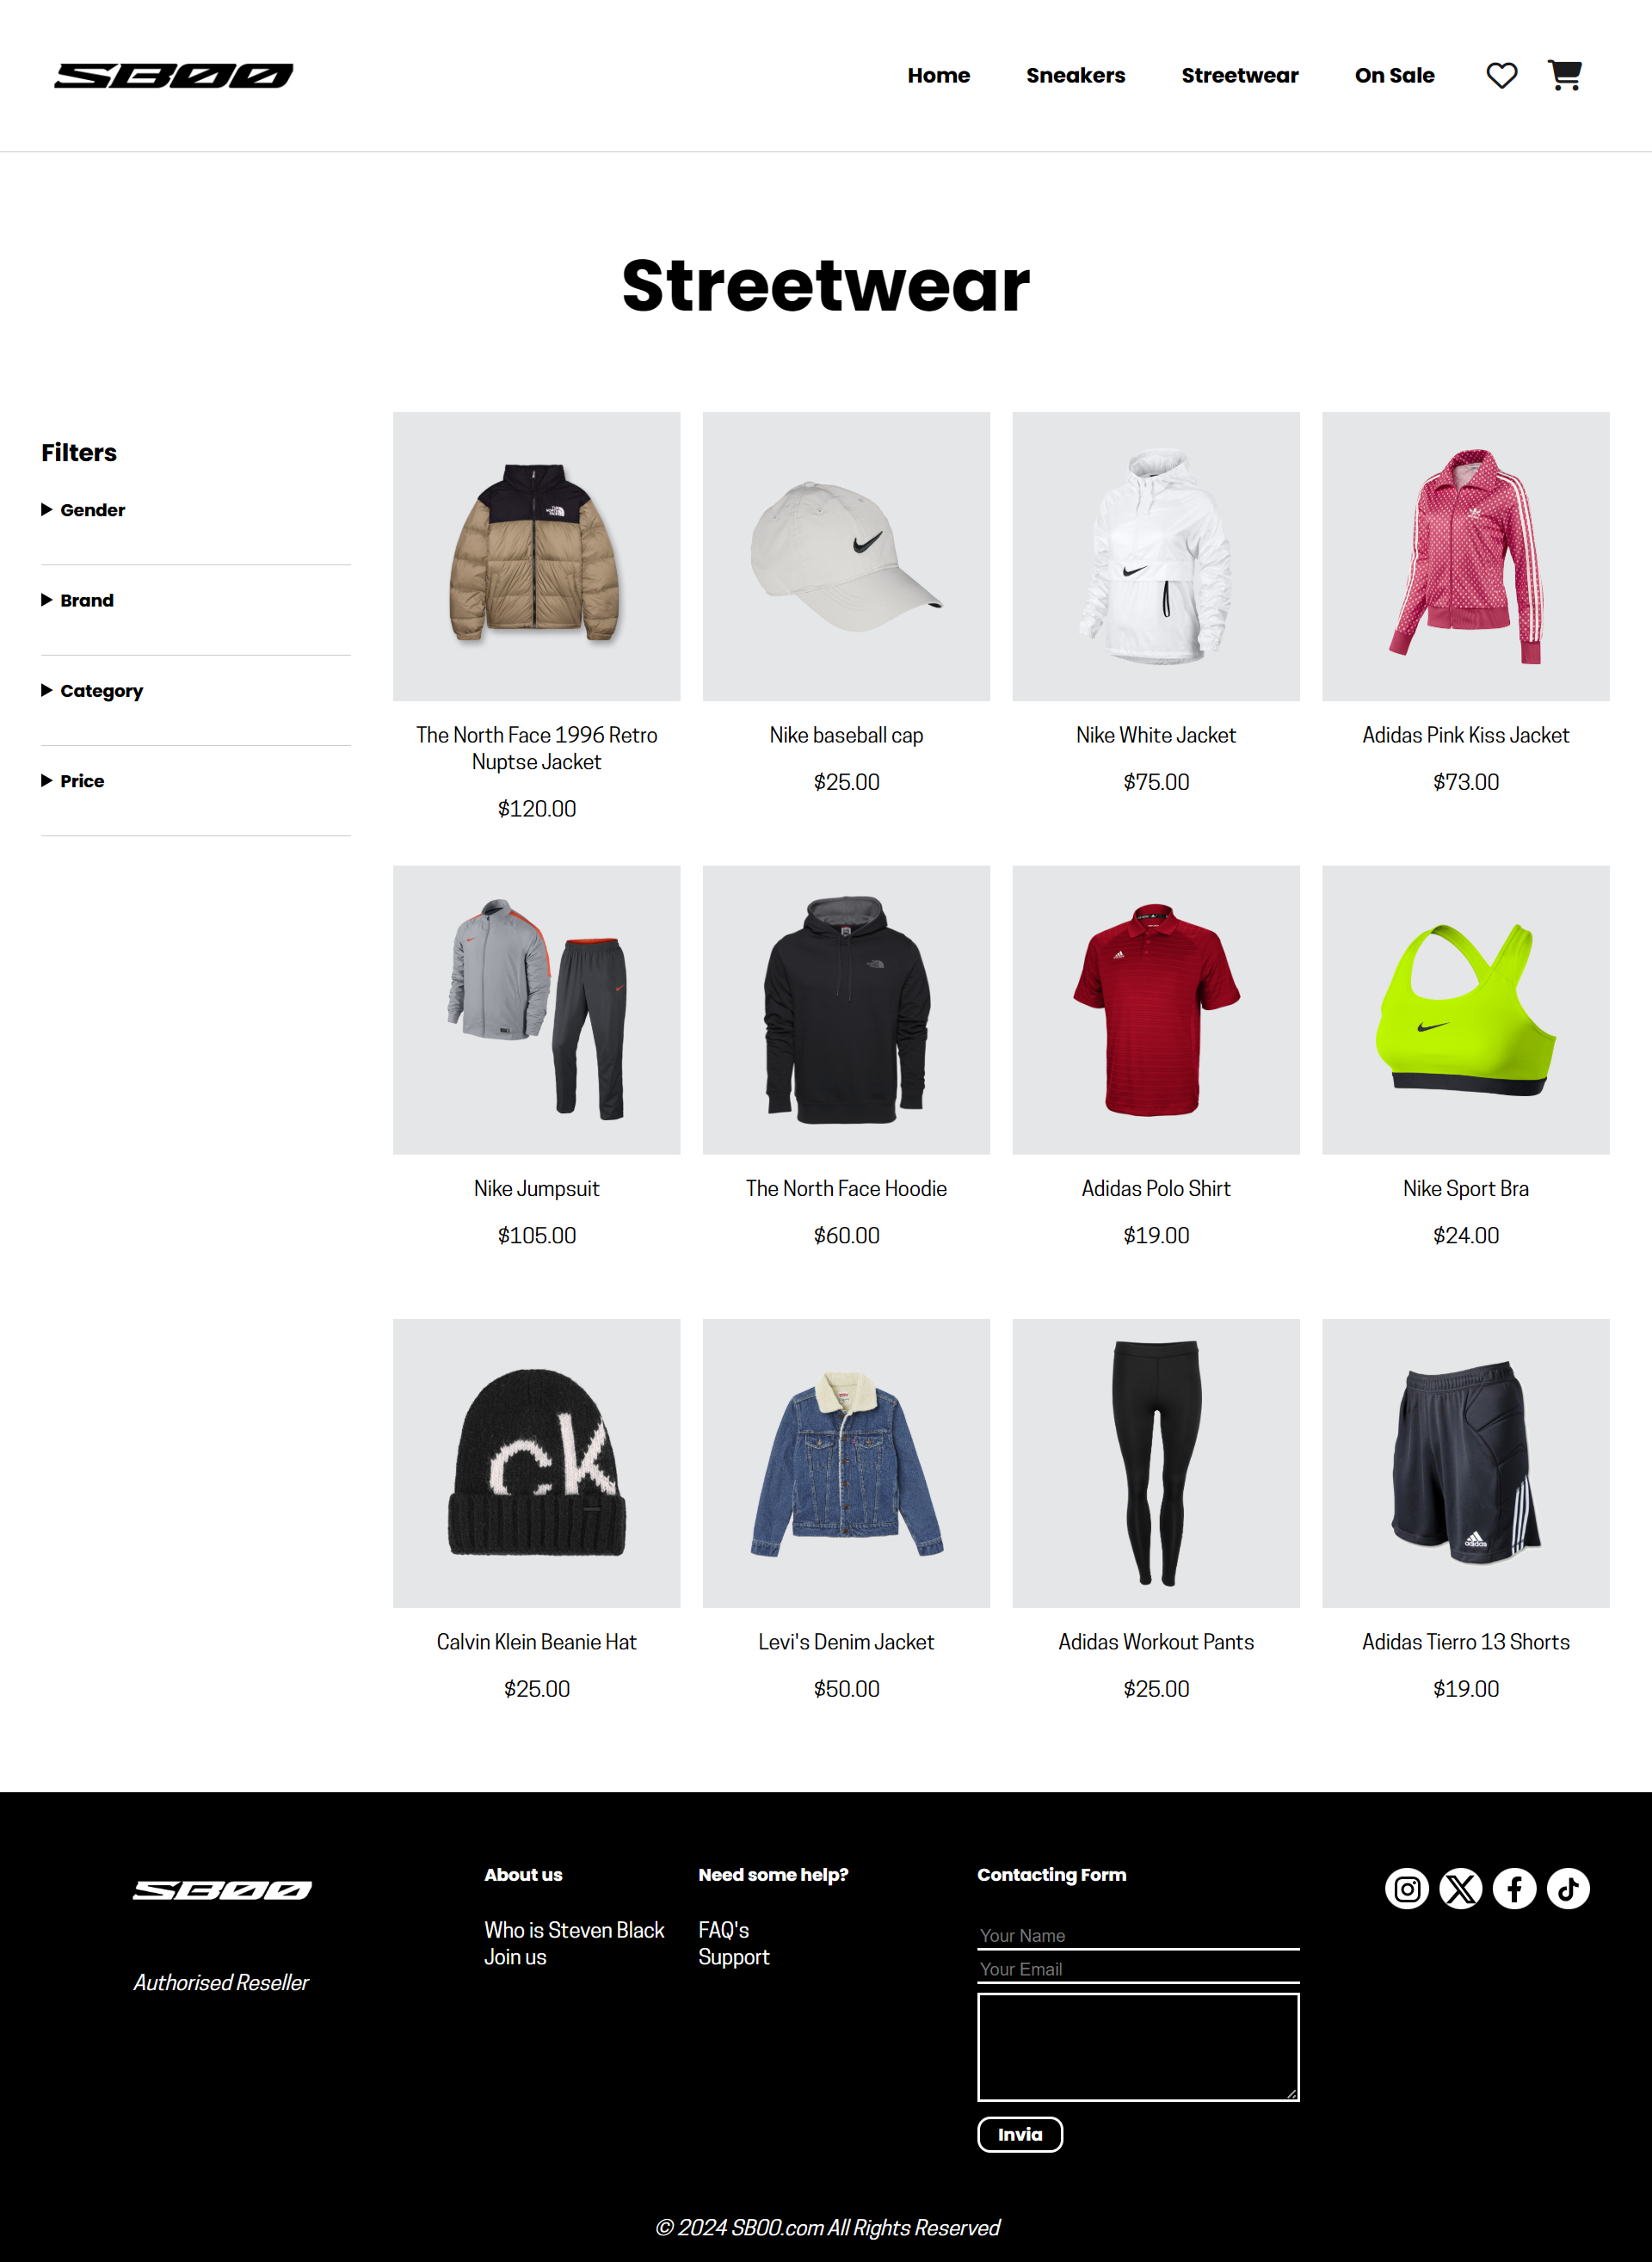 SB00
Home
Sneakers
Streetwear
On Sale
Streetwear
Filters
Gender
Brand
Category
Price
The North Face 1996 Retro
Nuptse Jacket
$120.00
Nike baseball cap
$25.00
Nike White Jacket
$75.00
Adidas Pink Kiss Jacket
$73.00
Nike Jumpsuit
$105.00
The North Face Hoodie
$60.00
Adidas Polo Shirt
$19.00
Nike Sport Bra
$24.00
ck
adidas
Calvin Klein Beanie Hat
$25.00
Levi's Denim Jacket
$50.00
Adidas Workout Pants
$25.00
Adidas Tierro 13 Shorts
$19.00
SB00
Authorised Reseller
About us
Who is Steven Black
Join us
Need some help?
FAQ's
Support
Contacting Form
Your Name
Your Email
Invia
© 2024 SB00.com All Rights Reserved